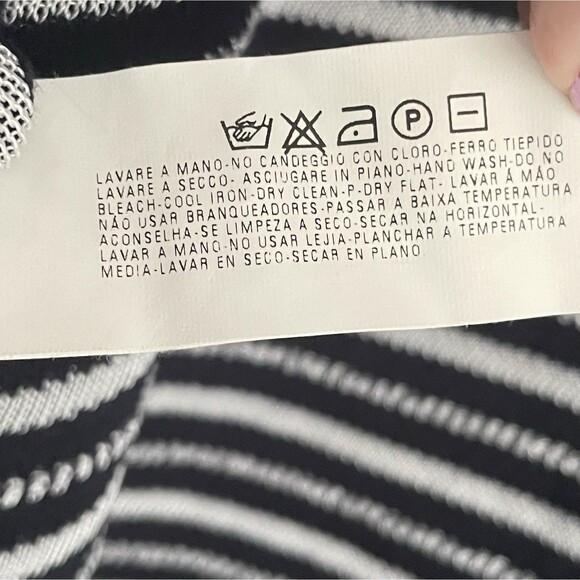 P
LAVARE A MANO-NO CANDEGGIO CON CLORO-FERRO TIEPIDO
LAVARE A SECCO- ASCIUGARE IN PIANO-HAND WASH-DO NO
BLEACH-COOL IRON-DRY CLEAN-P-DRY FLAT- LAVAR Á MÃO
NÃO USAR BRANQUEADORES-PASSAR A BAIXA TEMPERATURA
ACONSELHA-SE LIMPEZA A SECO-SECAR NA HORIZONTAL-
LAVAR A MANO-NO USAR LEJIA-PLANCHAR A TEMPERATURA
MEDIA-LAVAR EN SECO-SECAR EN PLANO